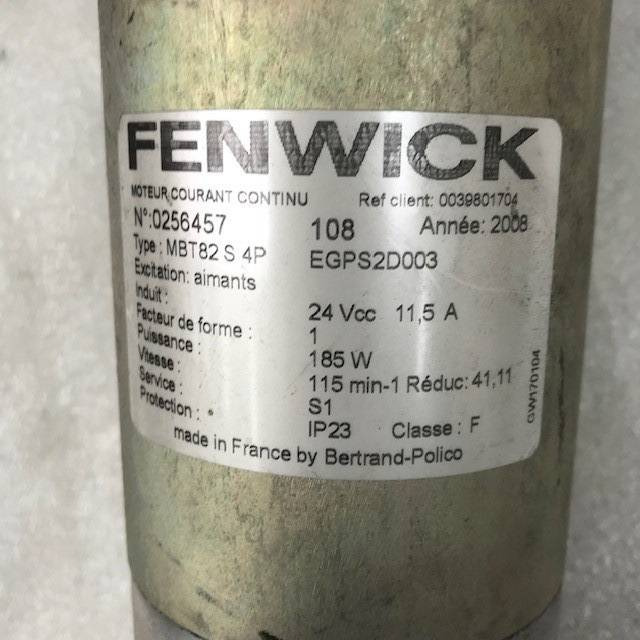 FENWICK
MOTEUR COURANT CONTINU Ref client: 0039801704
N°:0256457 108 Année: 2008
Type : MBT82 S 4P EGPS2D003
Excitation: aimants
Induit : 24 Vcc 11,5 A
Facteur de forme : 1
Puissance : 185 W
Vitesse: 115 min-1 Réduc: 41,11
Service : S1
Protection : IP23 Classe : F
made in France by Bertrand-Polico
GW170104